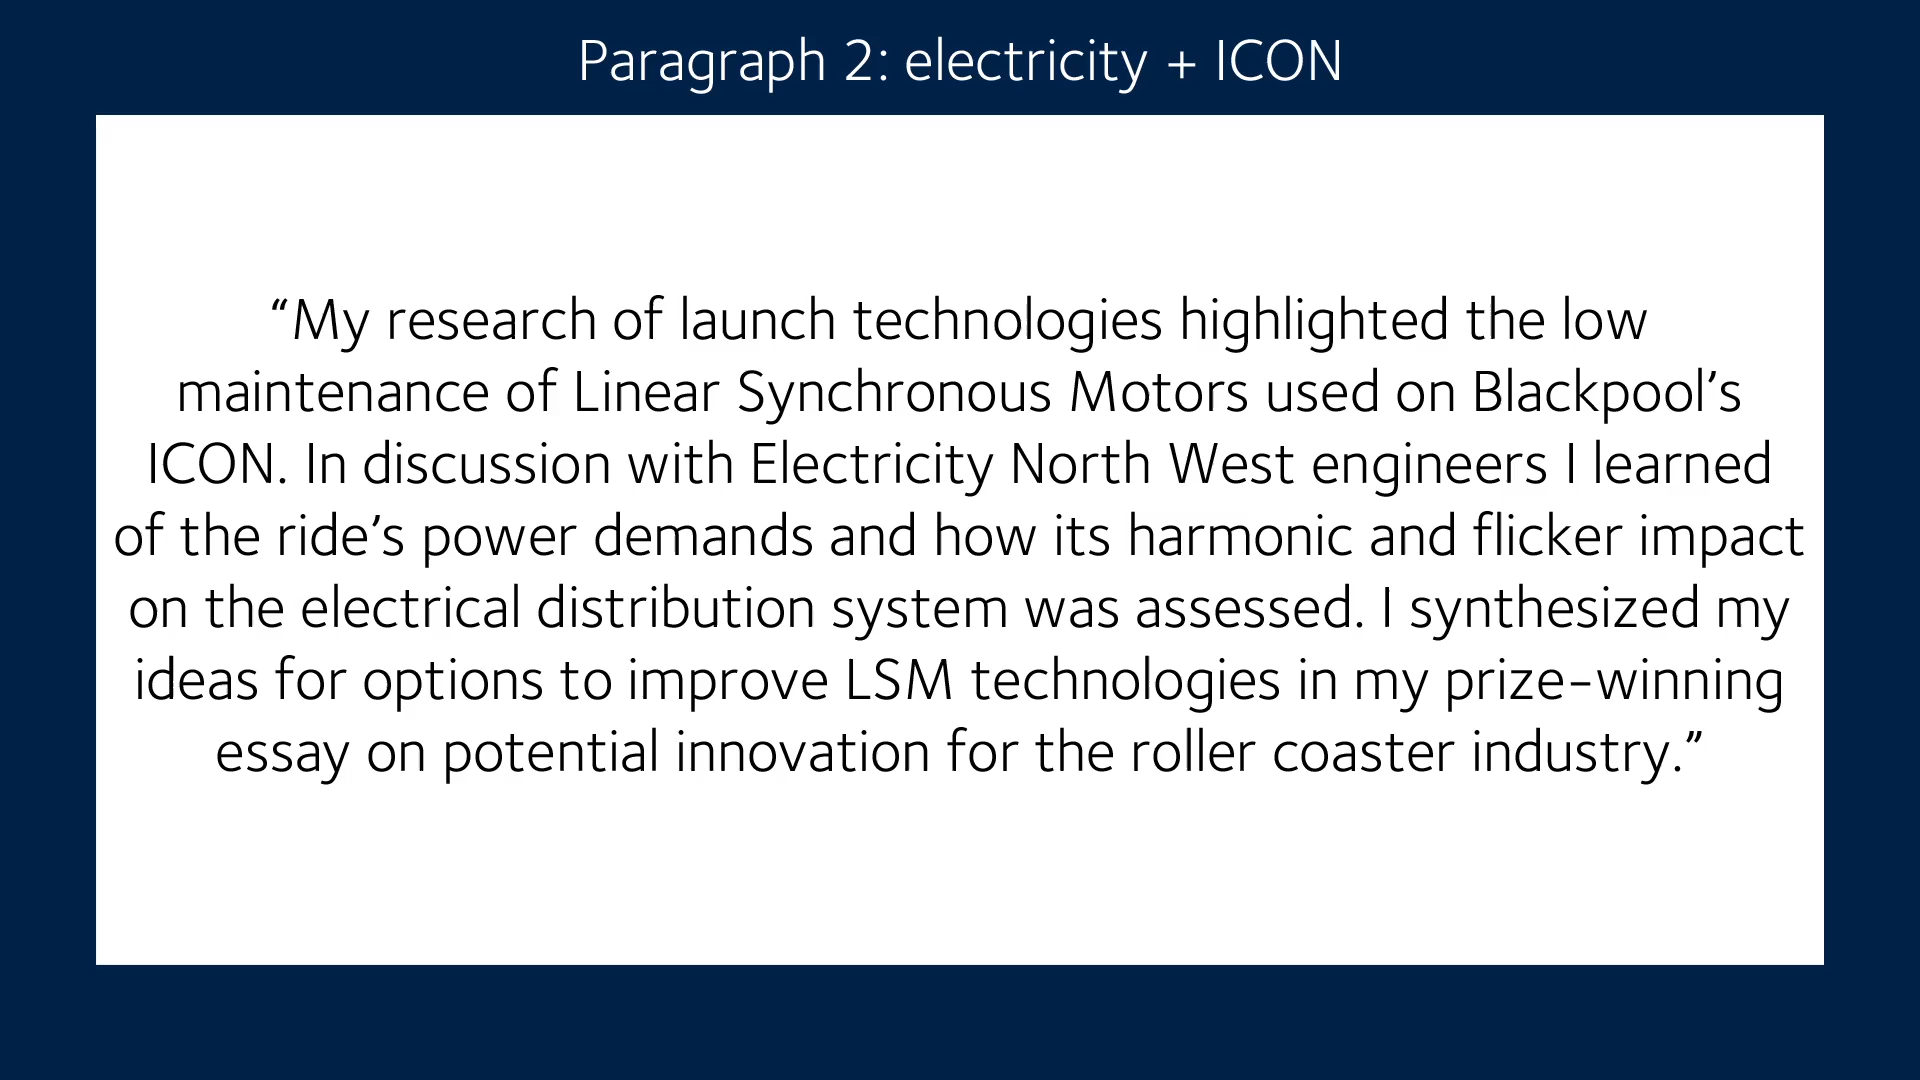 Paragraph 2: electricity + ICON
“My research of launch technologies highlighted the low
maintenance of Linear Synchronous Motors used on Blackpool’s
ICON. In discussion with Electricity North West engineers I learned
of the ride’s power demands and how its harmonic and flicker impact
on the electrical distribution system was assessed. I synthesized my
ideas for options to improve LSM technologies in my prize-winning
essay on potential innovation for the roller coaster industry.”